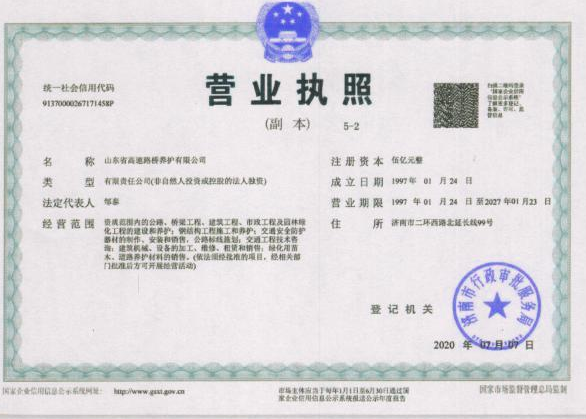 统一社会信用代码
91370000267171458P
营业执照
(副 本) 5-2
扫描二维码登录
"国家企业信用
信息公示系统"
了解更多登记、
备案、许可、监
管信息
名 称 山东省高速路桥养护有限公司
类 型 有限责任公司(非自然人投资或控股的法人独资)
法定代表人 邹泰
经营范围 资质范围内的公路、桥梁工程、建筑工程、市政工程及园林绿
化工程的建设和养护;钢结构工程施工和养护;交通安全防护
器材的制作、安装和销售,公路标线施划;交通工程技术咨
询;建筑机械、设备的加工、维修、租赁和销售;绿化用苗
木、道路养护材料的销售。(依法须经批准的项目,经相关部
门批准后方可开展经营活动)
注册资本 伍亿元整
成立日期 1997 年 01 月 24 日
营业期限 1997 年 01 月 24 日 至2027 年 01 月 23 日
住 所 济南市二环西路北延长线99号
登记机关
济南市行政审批服务局
2020 年 07 月 07 日
国家企业信用信息公示系统网址: http://www.gsxt.gov.cn
市场主体应当于每年1月1日至6月30日通过国
家企业信用信息公示系统报送公示年度报告
国家市场监督管理总局监制